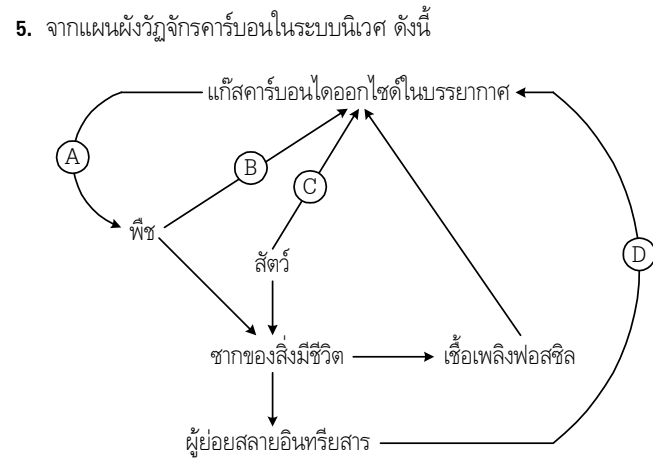 5. จากแผนผังวัฏจักรคาร์บอนในระบบนิเวศ ดังนี้
แก๊สคาร์บอนไดออกไซด์ในบรรยากาศ
A
B
C
พืช
สัตว์
D
ซากของสิ่งมีชีวิต
เชื้อเพลิงฟอสซิล
ผู้ย่อยสลายอินทรียสาร